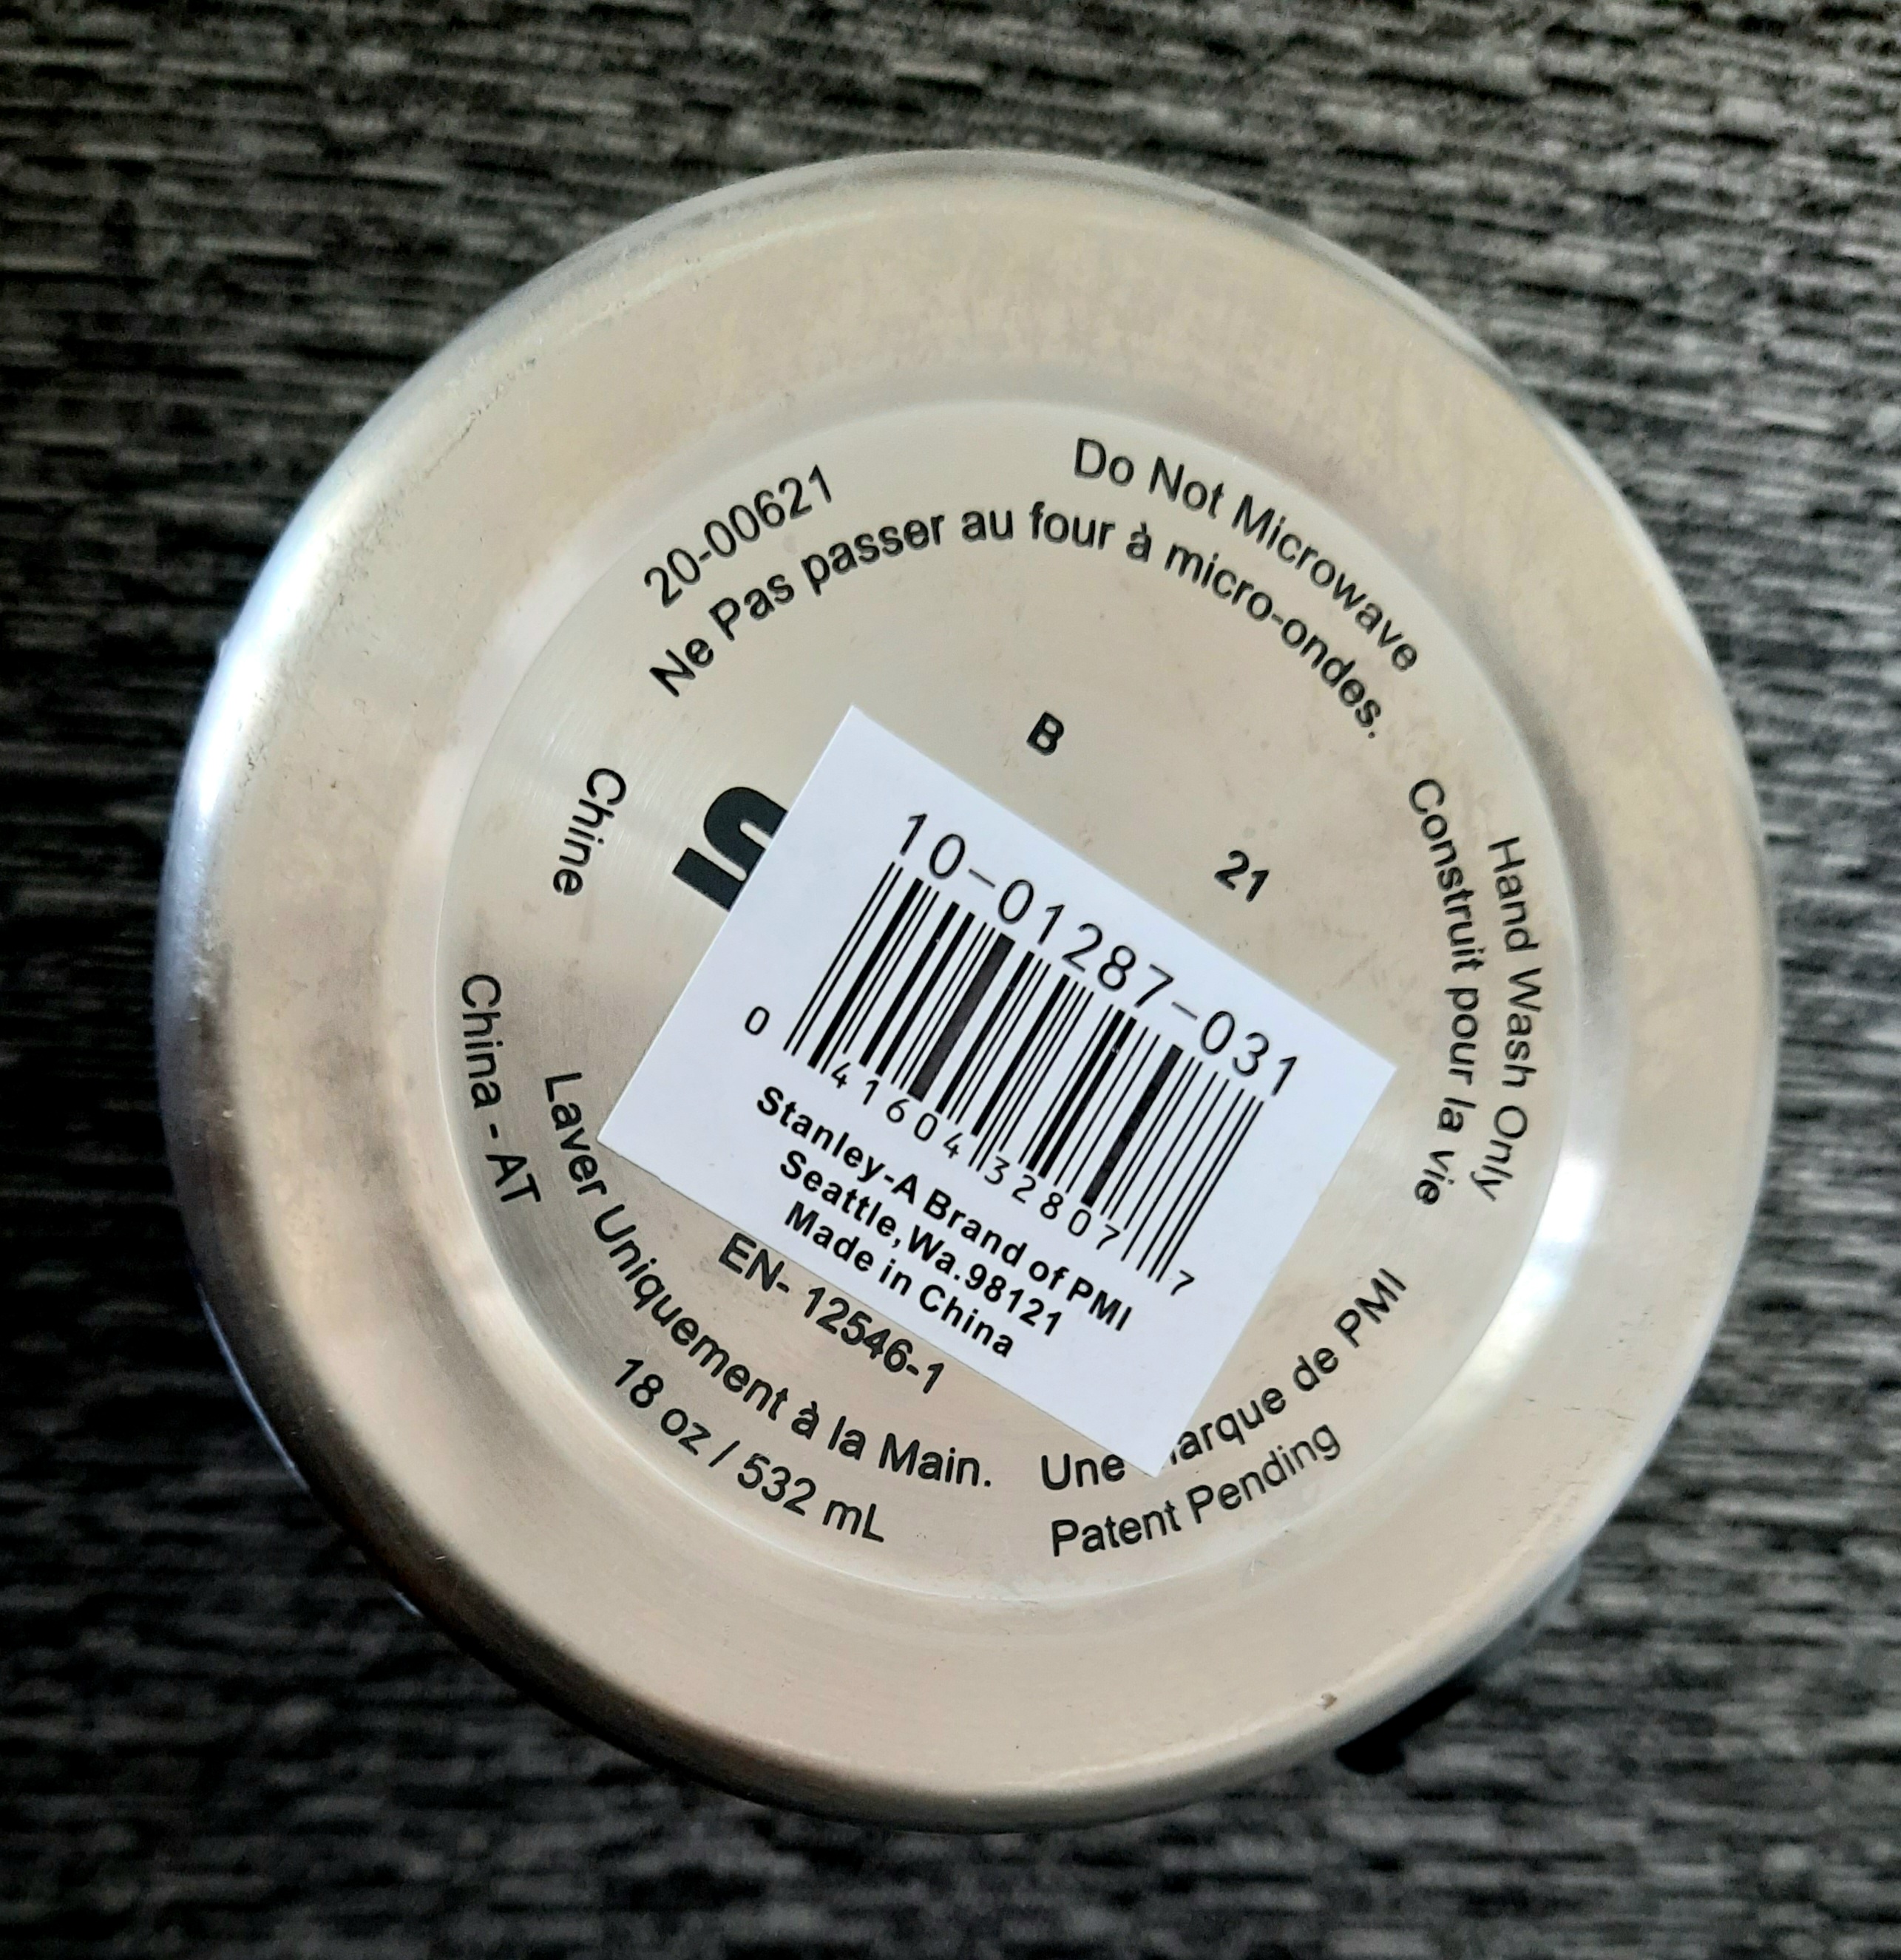 20-00621
Do Not Microwave
Ne Pas passer au four à micro-ondes.
Hand Wash Only
Construit pour la vie
B
21
Chine
China - AT
10-01287-031
0 41604 32807 7
Stanley-A Brand of PMI
Seattle,Wa.98121
Made in China
EN- 12546-1
Laver Uniquement à la Main.
18 oz / 532 mL
Une arque de PMI
Patent Pending